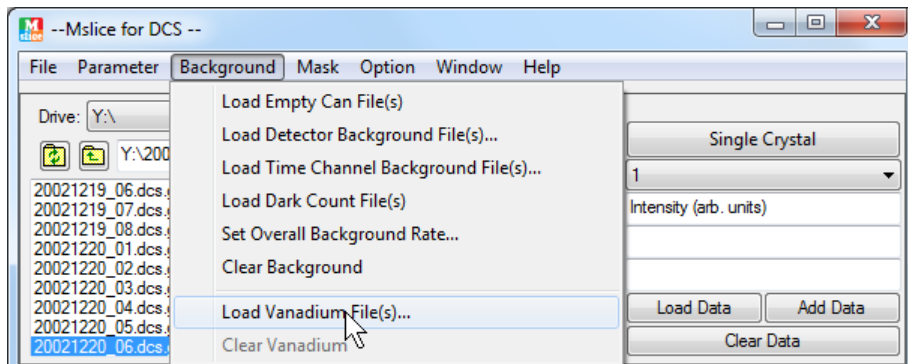 Mslice
--Mslice for DCS --
File Parameter Background Mask Option Window Help
Drive: Y:\
Y:\200
20021219_06.dcs.
20021219_07.dcs.
20021219_08.dcs.
20021220_01.dcs.
20021220_02.dcs.
20021220_03.dcs.
20021220_04.dcs.
20021220_05.dcs.
20021220_06.dcs.
Load Empty Can File(s)
Load Detector Background File(s)...
Load Time Channel Background File(s)...
Load Dark Count File(s)
Set Overall Background Rate...
Clear Background
Load Vanadium File(s)...
Clear Vanadium
Single Crystal
1
Intensity (arb. units)
Load Data Add Data
Clear Data